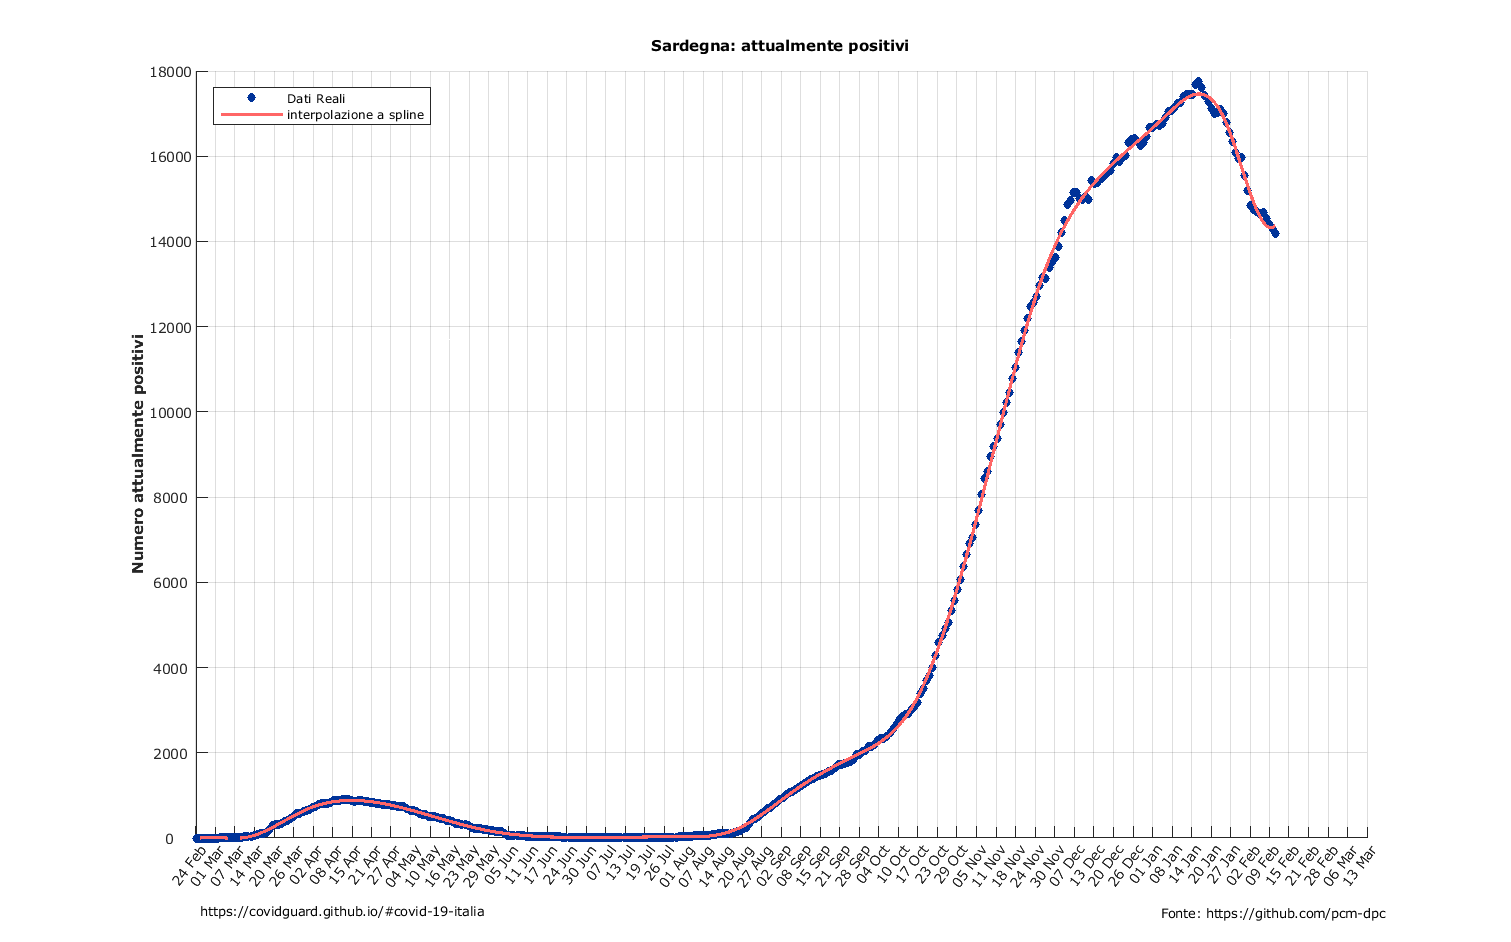 Sardegna: attualmente positivi
Dati Reali
interpolazione a spline
Numero attualmente positivi
18000
16000
14000
12000
10000
8000
6000
4000
2000
0
24 Feb
01 Mar
07 Mar
14 Mar
20 Mar
26 Mar
02 Apr
08 Apr
15 Apr
21 Apr
27 Apr
04 May
10 May
16 May
23 May
29 May
05 Jun
11 Jun
17 Jun
24 Jun
30 Jun
07 Jul
13 Jul
19 Jul
26 Jul
01 Aug
07 Aug
14 Aug
20 Aug
27 Aug
02 Sep
08 Sep
15 Sep
21 Sep
28 Oct
04 Oct
10 Oct
17 Oct
23 Oct
29 Oct
05 Nov
11 Nov
18 Nov
24 Nov
30 Dec
07 Dec
13 Dec
20 Dec
26 Jan
01 Jan
08 Jan
14 Jan
20 Jan
27 Jan
02 Feb
09 Feb
15 Feb
21 Feb
28 Feb
06 Mar
13 Mar
https://covidguard.github.io/#covid-19-italia
Fonte: https://github.com/pcm-dpc